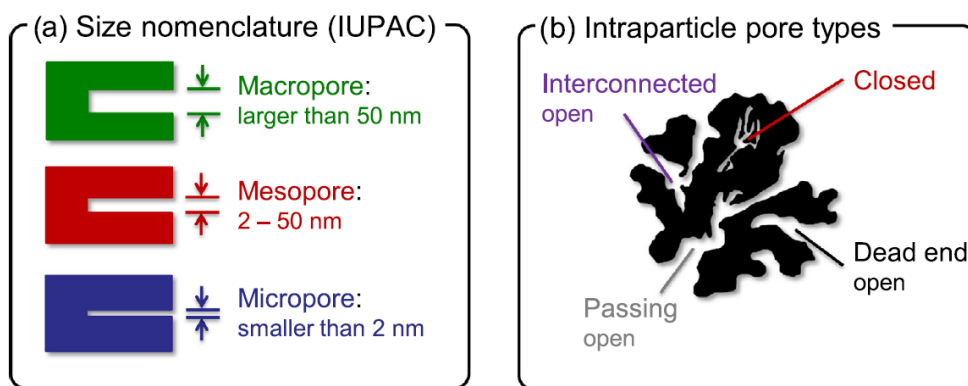 (a) Size nomenclature (IUPAC)
Macropore:
larger than 50 nm
Mesopore:
2 – 50 nm
Micropore:
smaller than 2 nm
(b) Intraparticle pore types
Interconnected
open
Closed
Dead end
open
Passing
open